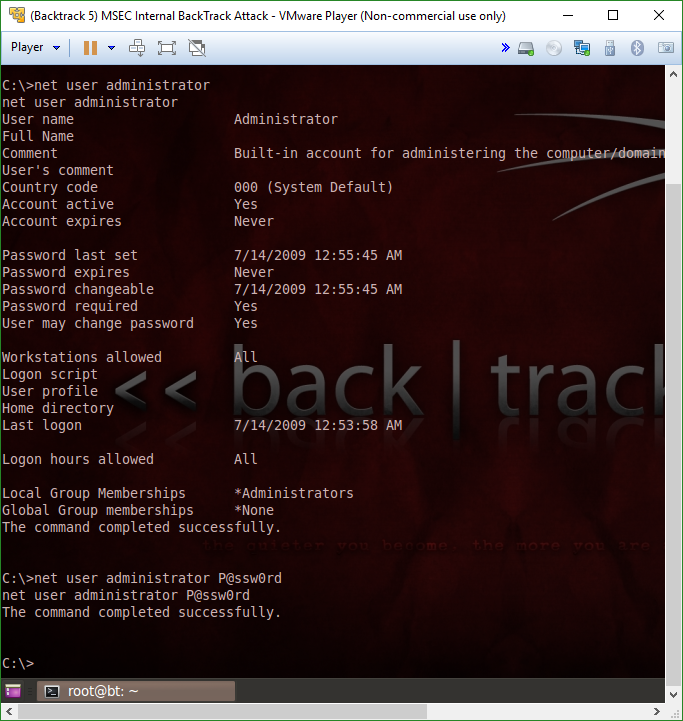 (Backtrack 5) MSEC Internal BackTrack Attack - VMware Player (Non-commercial use only)
Player
C:\>net user administrator
net user administrator
User name Administrator
Full Name
Comment Built-in account for administering the computer/domain
User's comment
Country code 000 (System Default)
Account active Yes
Account expires Never
Password last set 7/14/2009 12:55:45 AM
Password expires Never
Password changeable 7/14/2009 12:55:45 AM
Password required Yes
User may change password Yes
Workstations allowed All
Logon script
User profile
<< back | track
Home directory
Last logon 7/14/2009 12:53:58 AM
Logon hours allowed All
Local Group Memberships *Administrators
Global Group memberships *None
The command completed successfully.
the quieter you become, the more you are
C:\>net user administrator P@ssw0rd
net user administrator P@ssw0rd
The command completed successfully.
C:\>
root@bt: ~